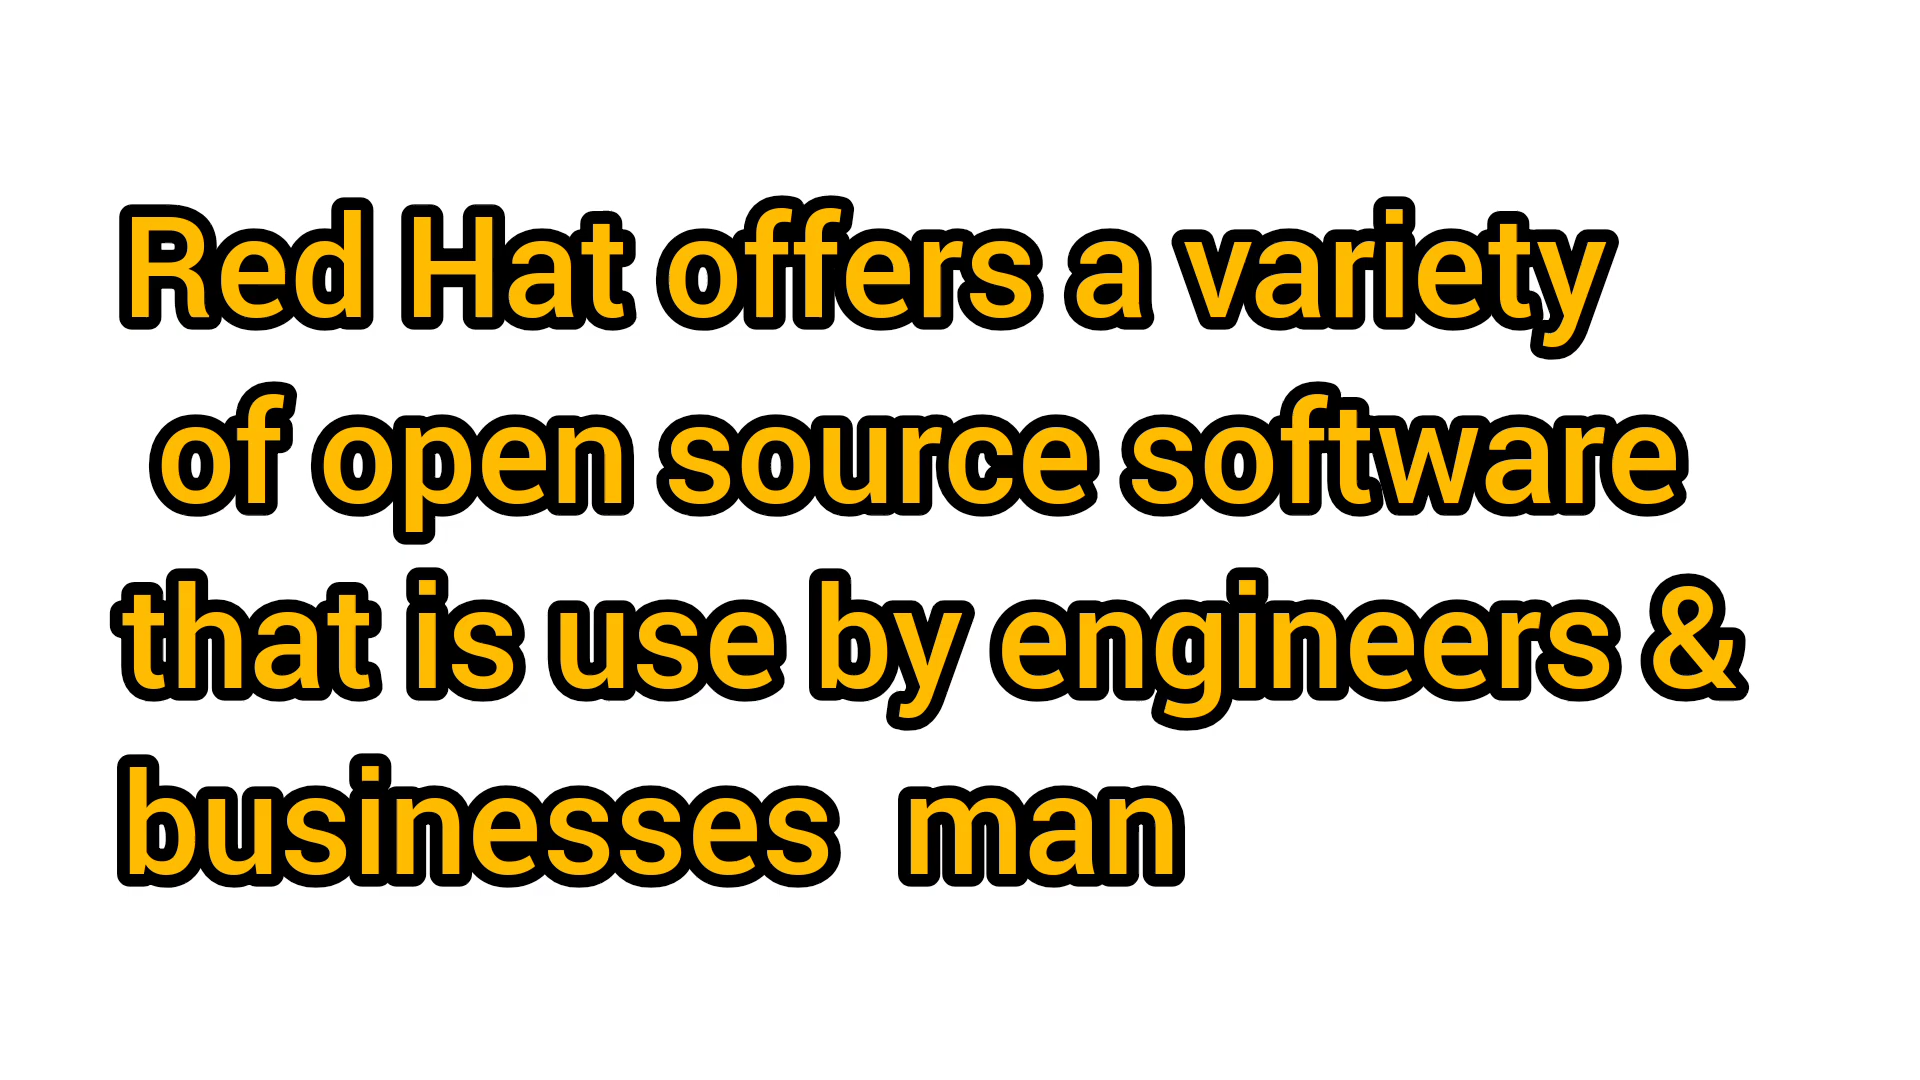 Red Hat offers a variety
of open source software
that is use by engineers &
businesses  man